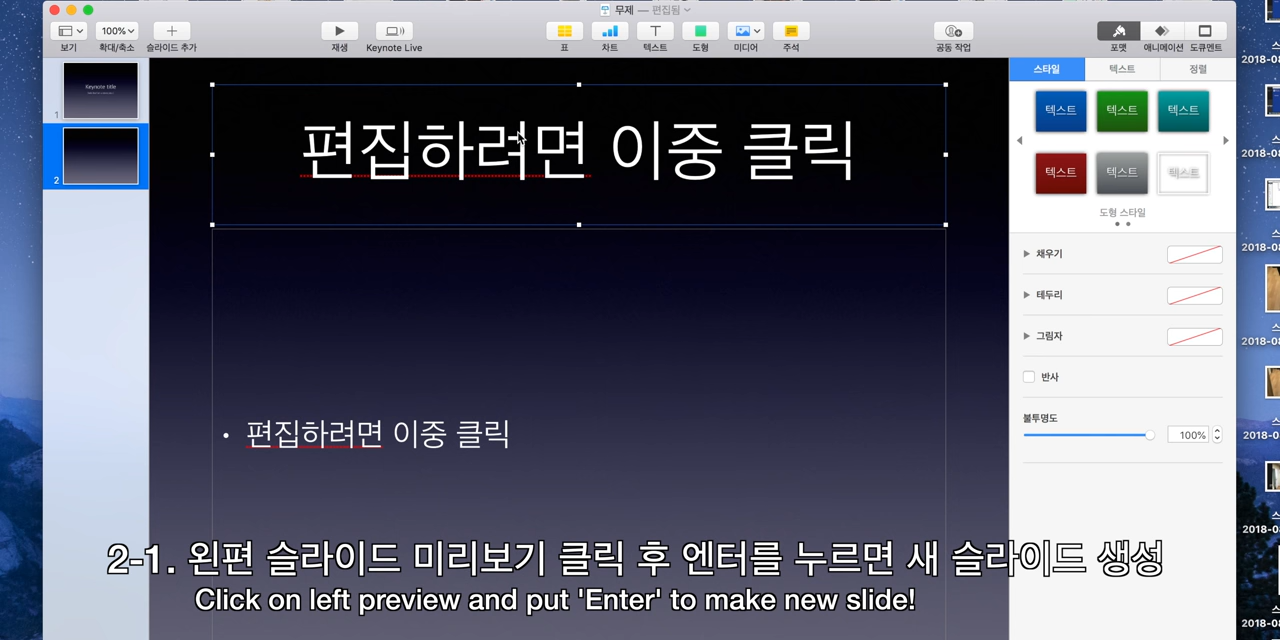 무제 — 편집됨
100%
보기
확대/축소
슬라이드 추가
재생
Keynote Live
표
차트
텍스트
도형
미디어
주석
공동 작업
포맷
애니메이션
도큐멘트
Keynote title
1
2
편집하려면 이중 클릭
• 편집하려면 이중 클릭
스타일
텍스트
정렬
텍스트
텍스트
텍스트
텍스트
텍스트
텍스트
도형 스타일
채우기
테두리
그림자
반사
불투명도
100%
2-1. 왼편 슬라이드 미리보기 클릭 후 엔터를 누르면 새 슬라이드 생성
Click on left preview and put 'Enter' to make new slide!